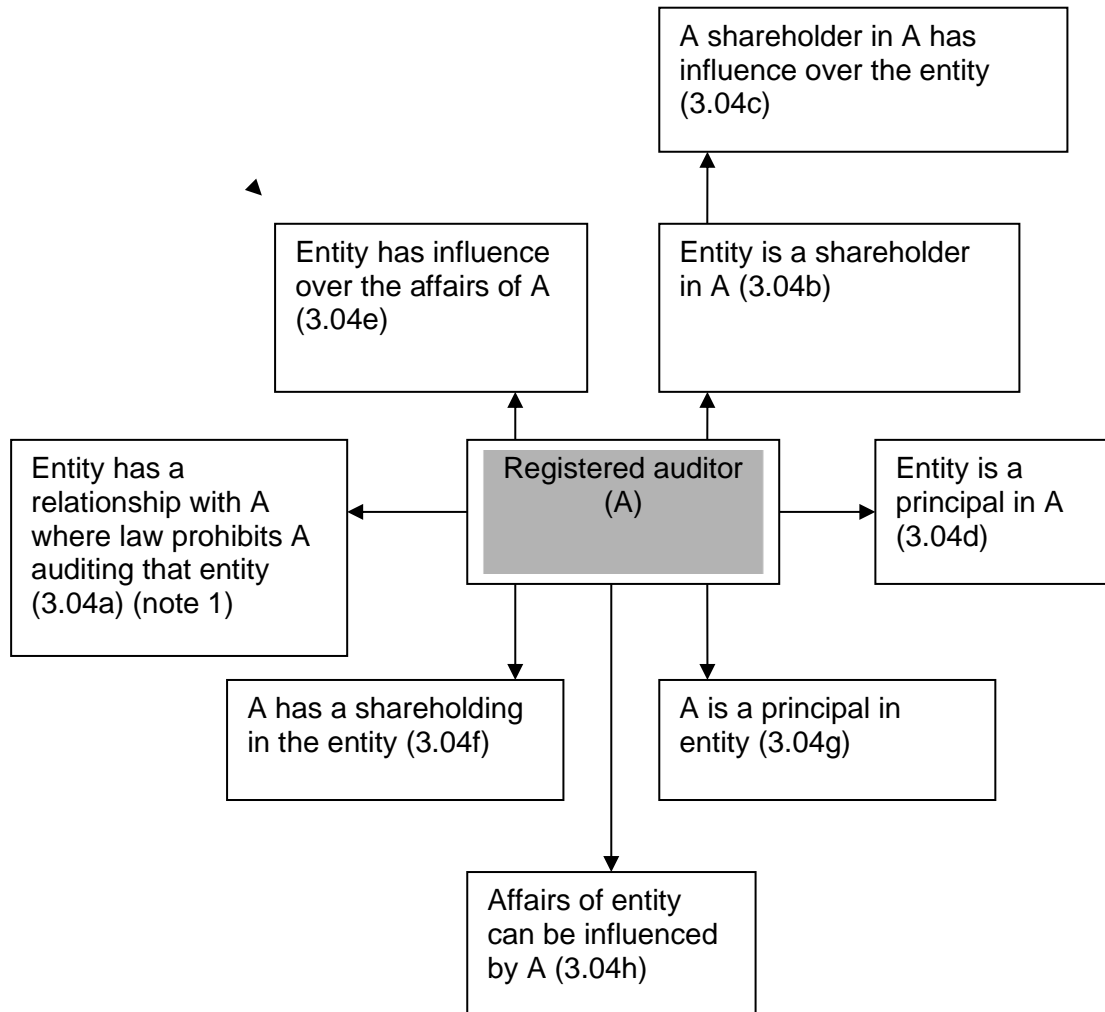 A shareholder in A has
influence over the entity
(3.04c)
Entity has influence
over the affairs of A
(3.04e)
Entity is a shareholder
in A (3.04b)
Entity has a
relationship with A
where law prohibits A
auditing that entity
(3.04a) (note 1)
Registered auditor
(A)
Entity is a
principal in A
(3.04d)
A has a shareholding
in the entity (3.04f)
A is a principal in
entity (3.04g)
Affairs of entity
can be influenced
by A (3.04h)